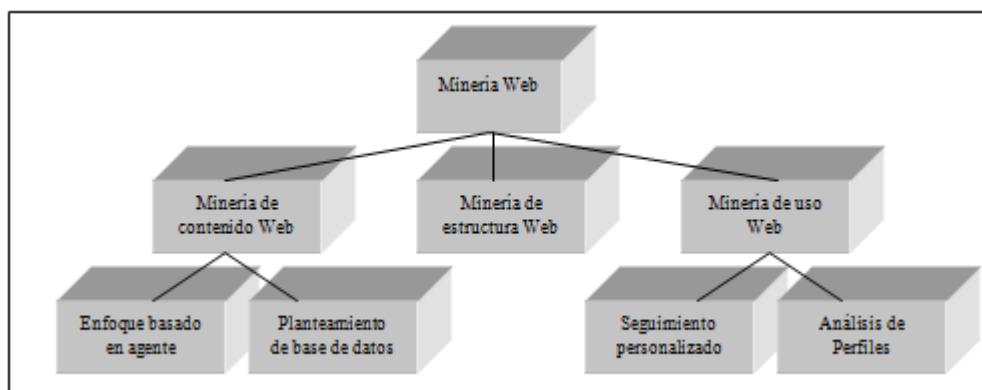 Mineria Web
Mineria de
contenido Web
Mineria de
estructura Web
Mineria de uso
Web
Enfoque basado
en agente
Planteamiento
de base de datos
Seguimiento
personalizado
Análisis de
Perfiles